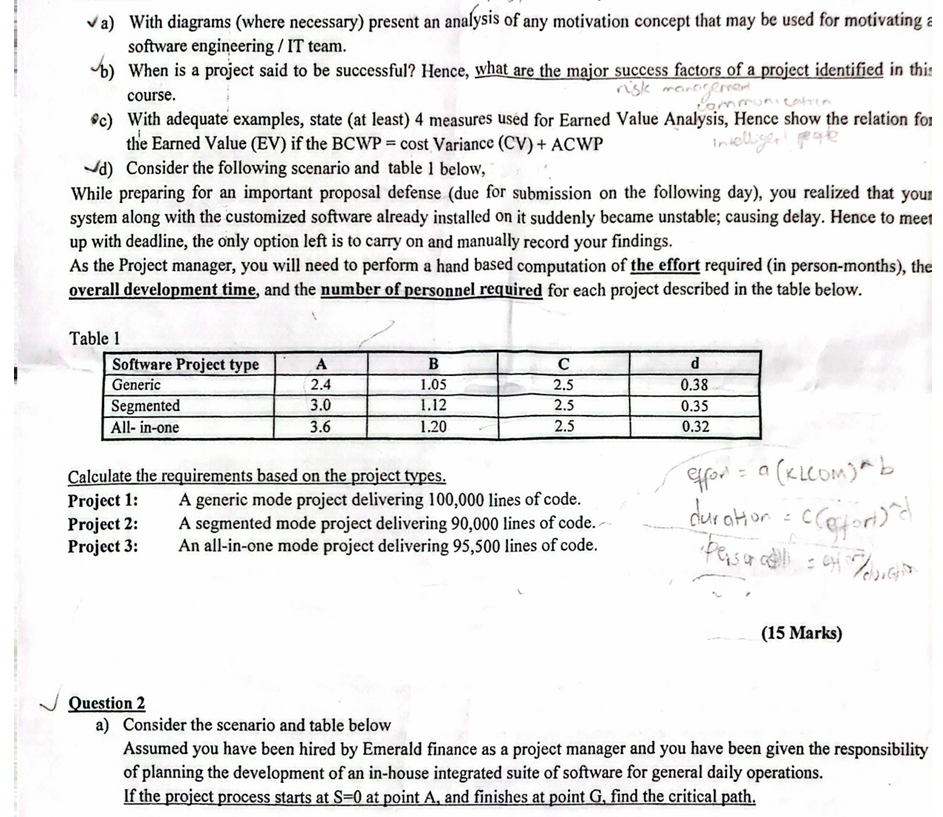 a) With diagrams (where necessary) present an analysis of any motivation concept that may be used for motivating a
software engineering / IT team.
b) When is a project said to be successful? Hence, what are the major success factors of a project identified in this
course.
risk management
communication
c) With adequate examples, state (at least) 4 measures used for Earned Value Analysis, Hence show the relation for
the Earned Value (EV) if the BCWP = cost Variance (CV) + ACWP
intelligent people
d) Consider the following scenario and table 1 below,
While preparing for an important proposal defense (due for submission on the following day), you realized that your
system along with the customized software already installed on it suddenly became unstable; causing delay. Hence to meet
up with deadline, the only option left is to carry on and manually record your findings.
As the Project manager, you will need to perform a hand based computation of the effort required (in person-months), the
overall development time, and the number of personnel required for each project described in the table below.
Table 1
Software Project type A B C d
Generic 2.4 1.05 2.5 0.38
Segmented 3.0 1.12 2.5 0.35
All- in-one 3.6 1.20 2.5 0.32
Calculate the requirements based on the project types.
Project 1: A generic mode project delivering 100,000 lines of code.
Project 2: A segmented mode project delivering 90,000 lines of code.
Project 3: An all-in-one mode project delivering 95,500 lines of code.
effort = a (KLCOM)^b
duration = c(effort)^d
= eff/duration
(15 Marks)
Question 2
a) Consider the scenario and table below
Assumed you have been hired by Emerald finance as a project manager and you have been given the responsibility
of planning the development of an in-house integrated suite of software for general daily operations.
If the project process starts at S=0 at point A, and finishes at point G, find the critical path.